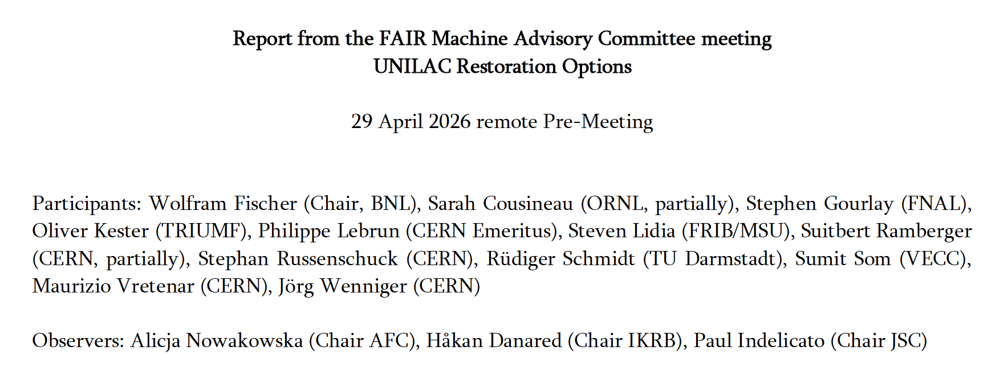 Report from the FAIR Machine Advisory Committee meeting
UNILAC Restoration Options
29 April 2026 remote Pre-Meeting
Participants: Wolfram Fischer (Chair, BNL), Sarah Cousineau (ORNL, partially), Stephen Gourlay (FNAL),
Oliver Kester (TRIUMF), Philippe Lebrun (CERN Emeritus), Steven Lidia (FRIB/MSU), Suitbert Ramberger
(CERN, partially), Stephan Russenschuck (CERN), Rüdiger Schmidt (TU Darmstadt), Sumit Som (VECC),
Maurizio Vretenar (CERN), Jörg Wenniger (CERN)
Observers: Alicja Nowakowska (Chair AFC), Håkan Danared (Chair IKRB), Paul Indelicato (Chair JSC)